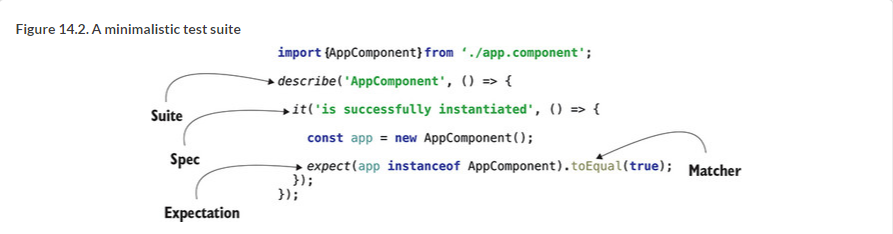 Figure 14.2. A minimalistic test suite
import {AppComponent} from './app.component';
describe('AppComponent', () => {
Suite
it('is successfully instantiated', () => {
const app = new AppComponent();
Spec
expect(app instanceof AppComponent).toEqual(true);
Matcher
});
});
Expectation